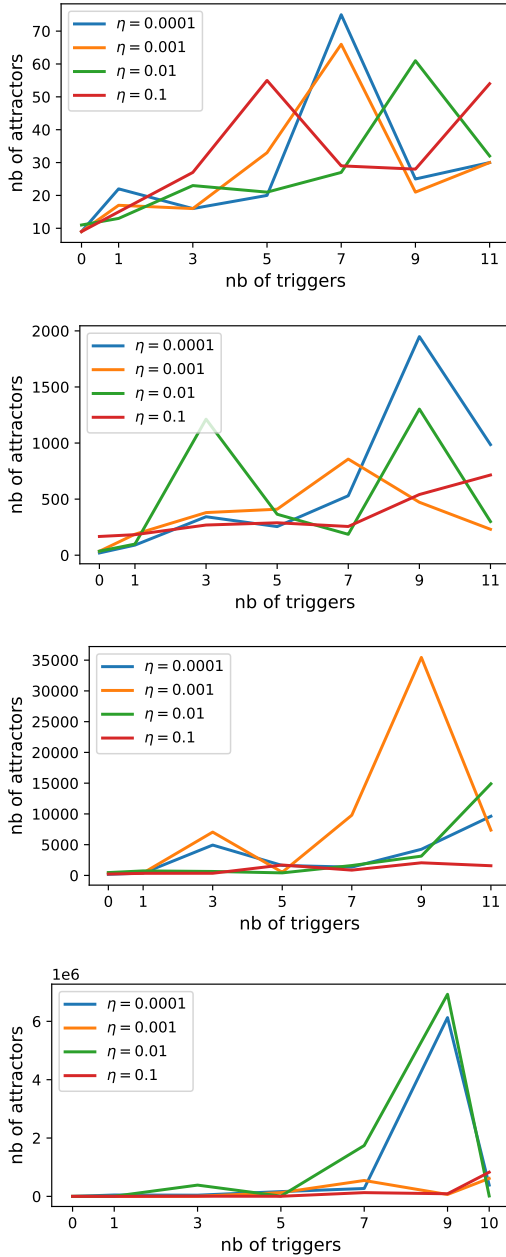 70
60
50
40
30
20
10
nb of attractors
η = 0.0001
η = 0.001
η = 0.01
η = 0.1
0 1 3 5 7 9 11
nb of triggers
2000
1500
1000
500
0
nb of attractors
η = 0.0001
η = 0.001
η = 0.01
η = 0.1
0 1 3 5 7 9 11
nb of triggers
35000
30000
25000
20000
15000
10000
5000
0
nb of attractors
η = 0.0001
η = 0.001
η = 0.01
η = 0.1
0 1 3 5 7 9 11
nb of triggers
1e6
6
4
2
0
nb of attractors
η = 0.0001
η = 0.001
η = 0.01
η = 0.1
0 1 3 5 7 9 10
nb of triggers